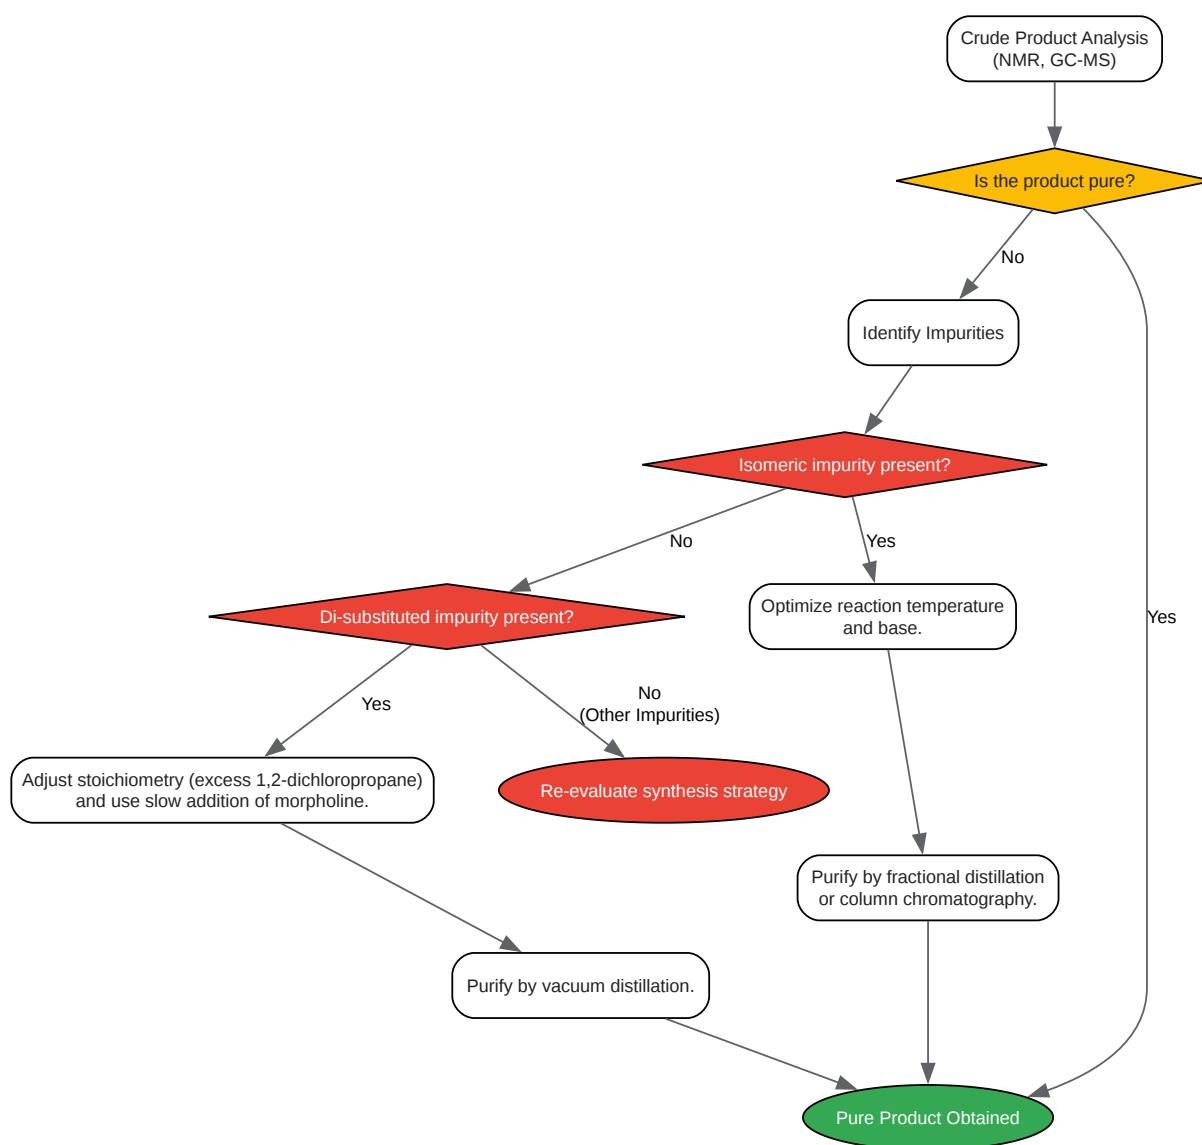 Crude Product Analysis
(NMR, GC-MS)
Is the product pure?
No
Identify Impurities
Isomeric impurity present?
No
Yes
Di-substituted impurity present?
Optimize reaction temperature
and base.
Yes
Yes
No
(Other Impurities)
Adjust stoichiometry (excess 1,2-dichloropropane)
and use slow addition of morpholine.
Re-evaluate synthesis strategy
Purify by fractional distillation
or column chromatography.
Purify by vacuum distillation.
Pure Product Obtained